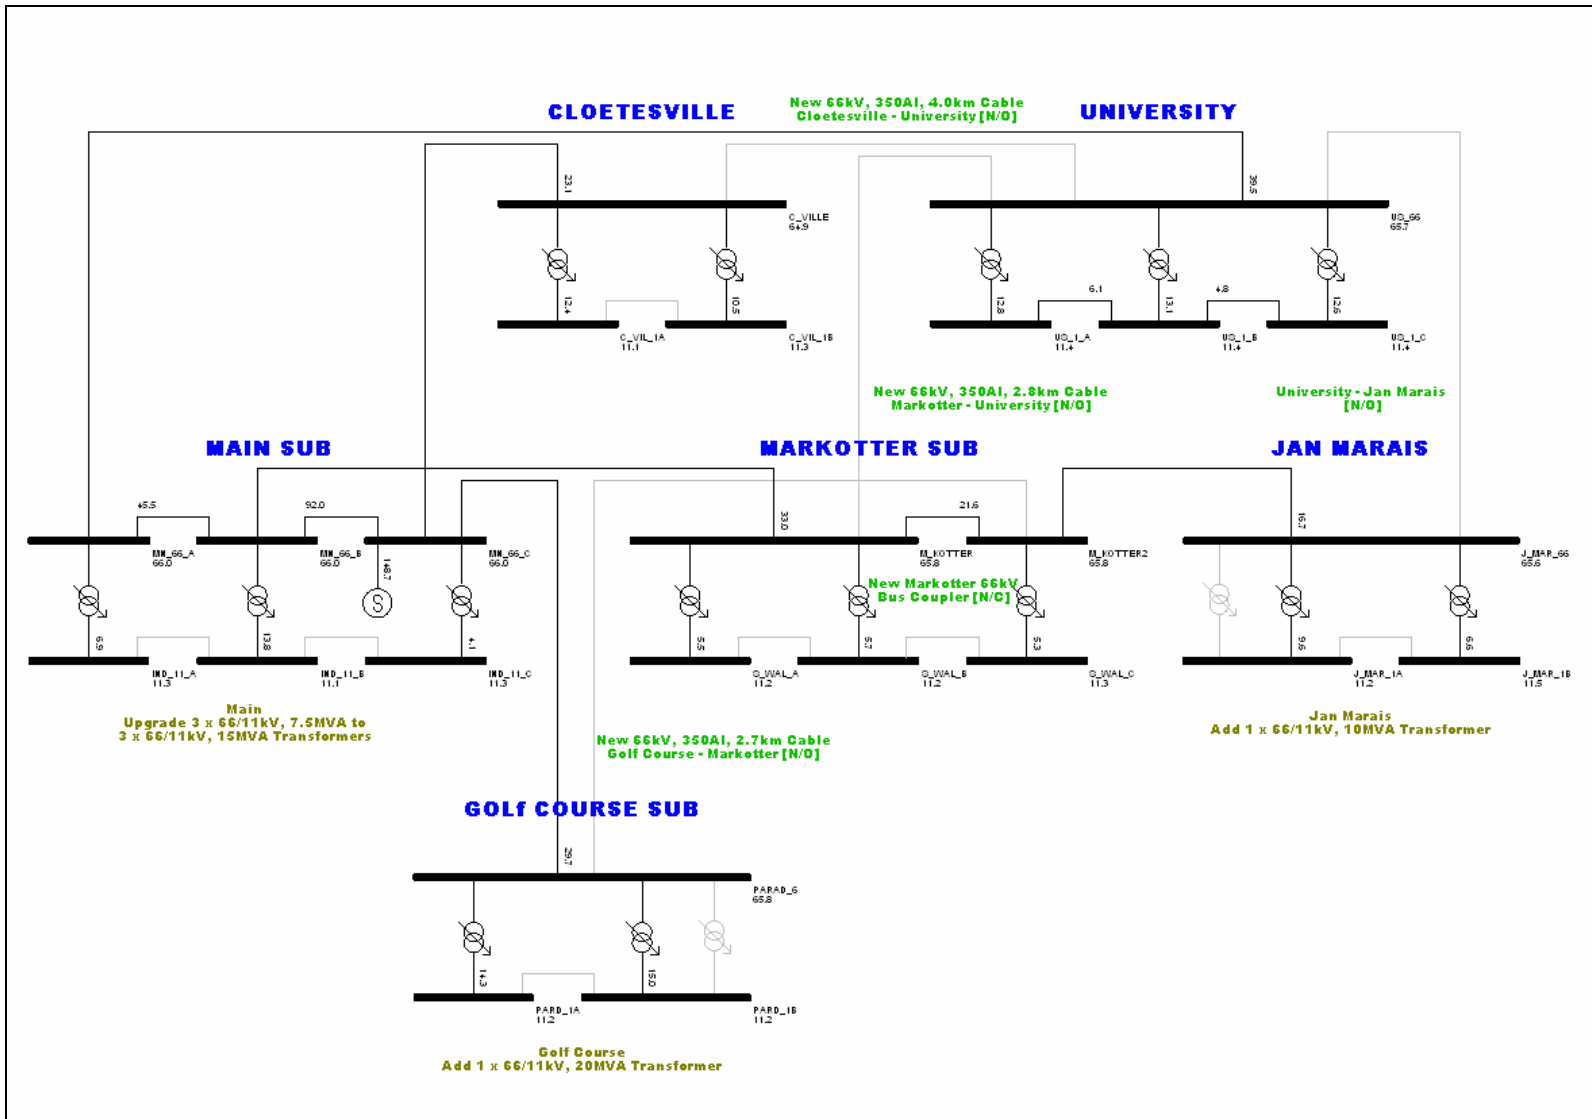 New 66kV, 350Al, 4.0km Cable
Cloetesville - University [N/O]
CLOETESVILLE
UNIVERSITY
23.1
39.5
C_VILLE
64.9
US_66
65.7
12.4
10.5
12.8
6.1
13.1
4.8
12.6
C_VIL_1A
11.1
C_VIL_1B
11.3
US_1_A
11.4
US_1_B
11.4
US_1_C
11.4
New 66kV, 350Al, 2.8km Cable
Markotter - University [N/O]
University - Jan Marais
[N/O]
MAIN SUB
MARKOTTER SUB
JAN MARAIS
45.5
92.0
33.0
21.6
16.7
MN_66_A
66.0
MN_66_B
66.0
148.7
MN_66_C
66.0
M_KOTTER
65.8
M_KOTTER2
65.8
J_MAR_66
65.6
S
New Markotter 66kV
Bus Coupler [N/C]
6.9
13.8
4.1
5.5
5.7
5.3
9.6
6.6
IND_11_A
11.3
IND_11_B
11.1
IND_11_C
11.3
S_WAL_A
11.2
S_WAL_B
11.2
S_WAL_C
11.3
J_MAR_1A
11.2
J_MAR_1B
11.5
Main
Upgrade 3 x 66/11kV, 7.5MVA to
3 x 66/11kV, 15MVA Transformers
Jan Marais
Add 1 x 66/11kV, 10MVA Transformer
New 66kV, 350Al, 2.7km Cable
Golf Course - Markotter [N/O]
GOLf COURSE SUB
29.7
PARAD_6
65.8
14.3
15.0
PARD_1A
11.2
PARD_1B
11.2
Golf Course
Add 1 x 66/11kV, 20MVA Transformer